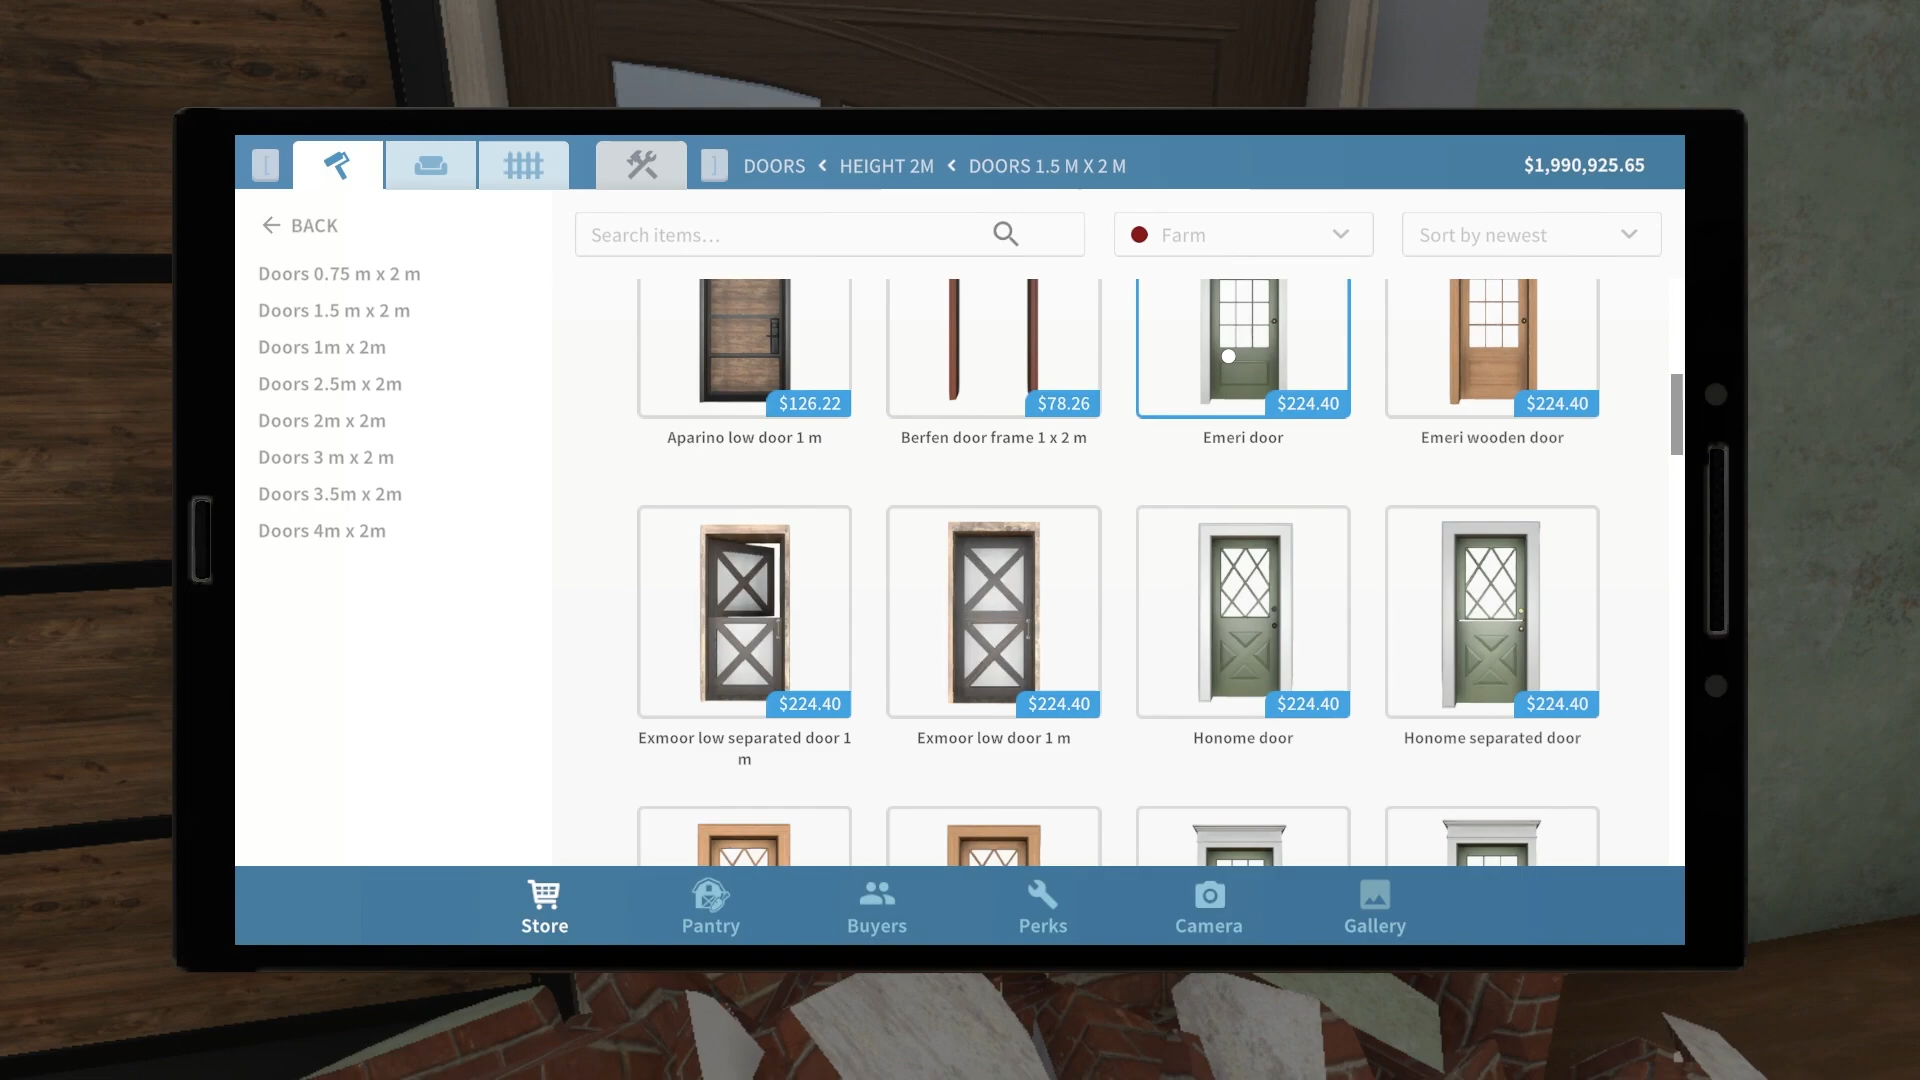 DOORS < HEIGHT 2M < DOORS 1.5 M X 2 M
$1,990,925.65
BACK
Search items...
Farm
Sort by newest
Doors 0.75 m x 2 m
Doors 1.5 m x 2 m
Doors 1m x 2m
Doors 2.5m x 2m
Doors 2m x 2m
Doors 3 m x 2 m
Doors 3.5m x 2m
Doors 4m x 2m
$126.22
$78.26
$224.40
$224.40
Aparino low door 1 m
Berfen door frame 1 x 2 m
Emeri door
Emeri wooden door
$224.40
$224.40
$224.40
$224.40
Exmoor low separated door 1
m
Exmoor low door 1 m
Honome door
Honome separated door
Store
Pantry
Buyers
Perks
Camera
Gallery